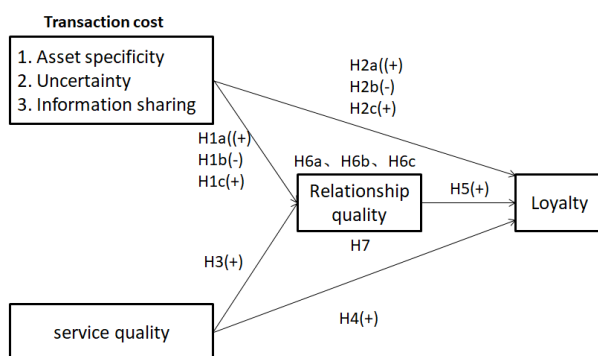 Transaction cost
1. Asset specificity
2. Uncertainty
3. Information sharing
H2a((+)
H2b(-)
H2c(+)
H1a((+)
H1b(-)
H1c(+)
H6a、H6b、H6c
Relationship
quality
H5(+)
Loyalty
H7
H3(+)
H4(+)
service quality